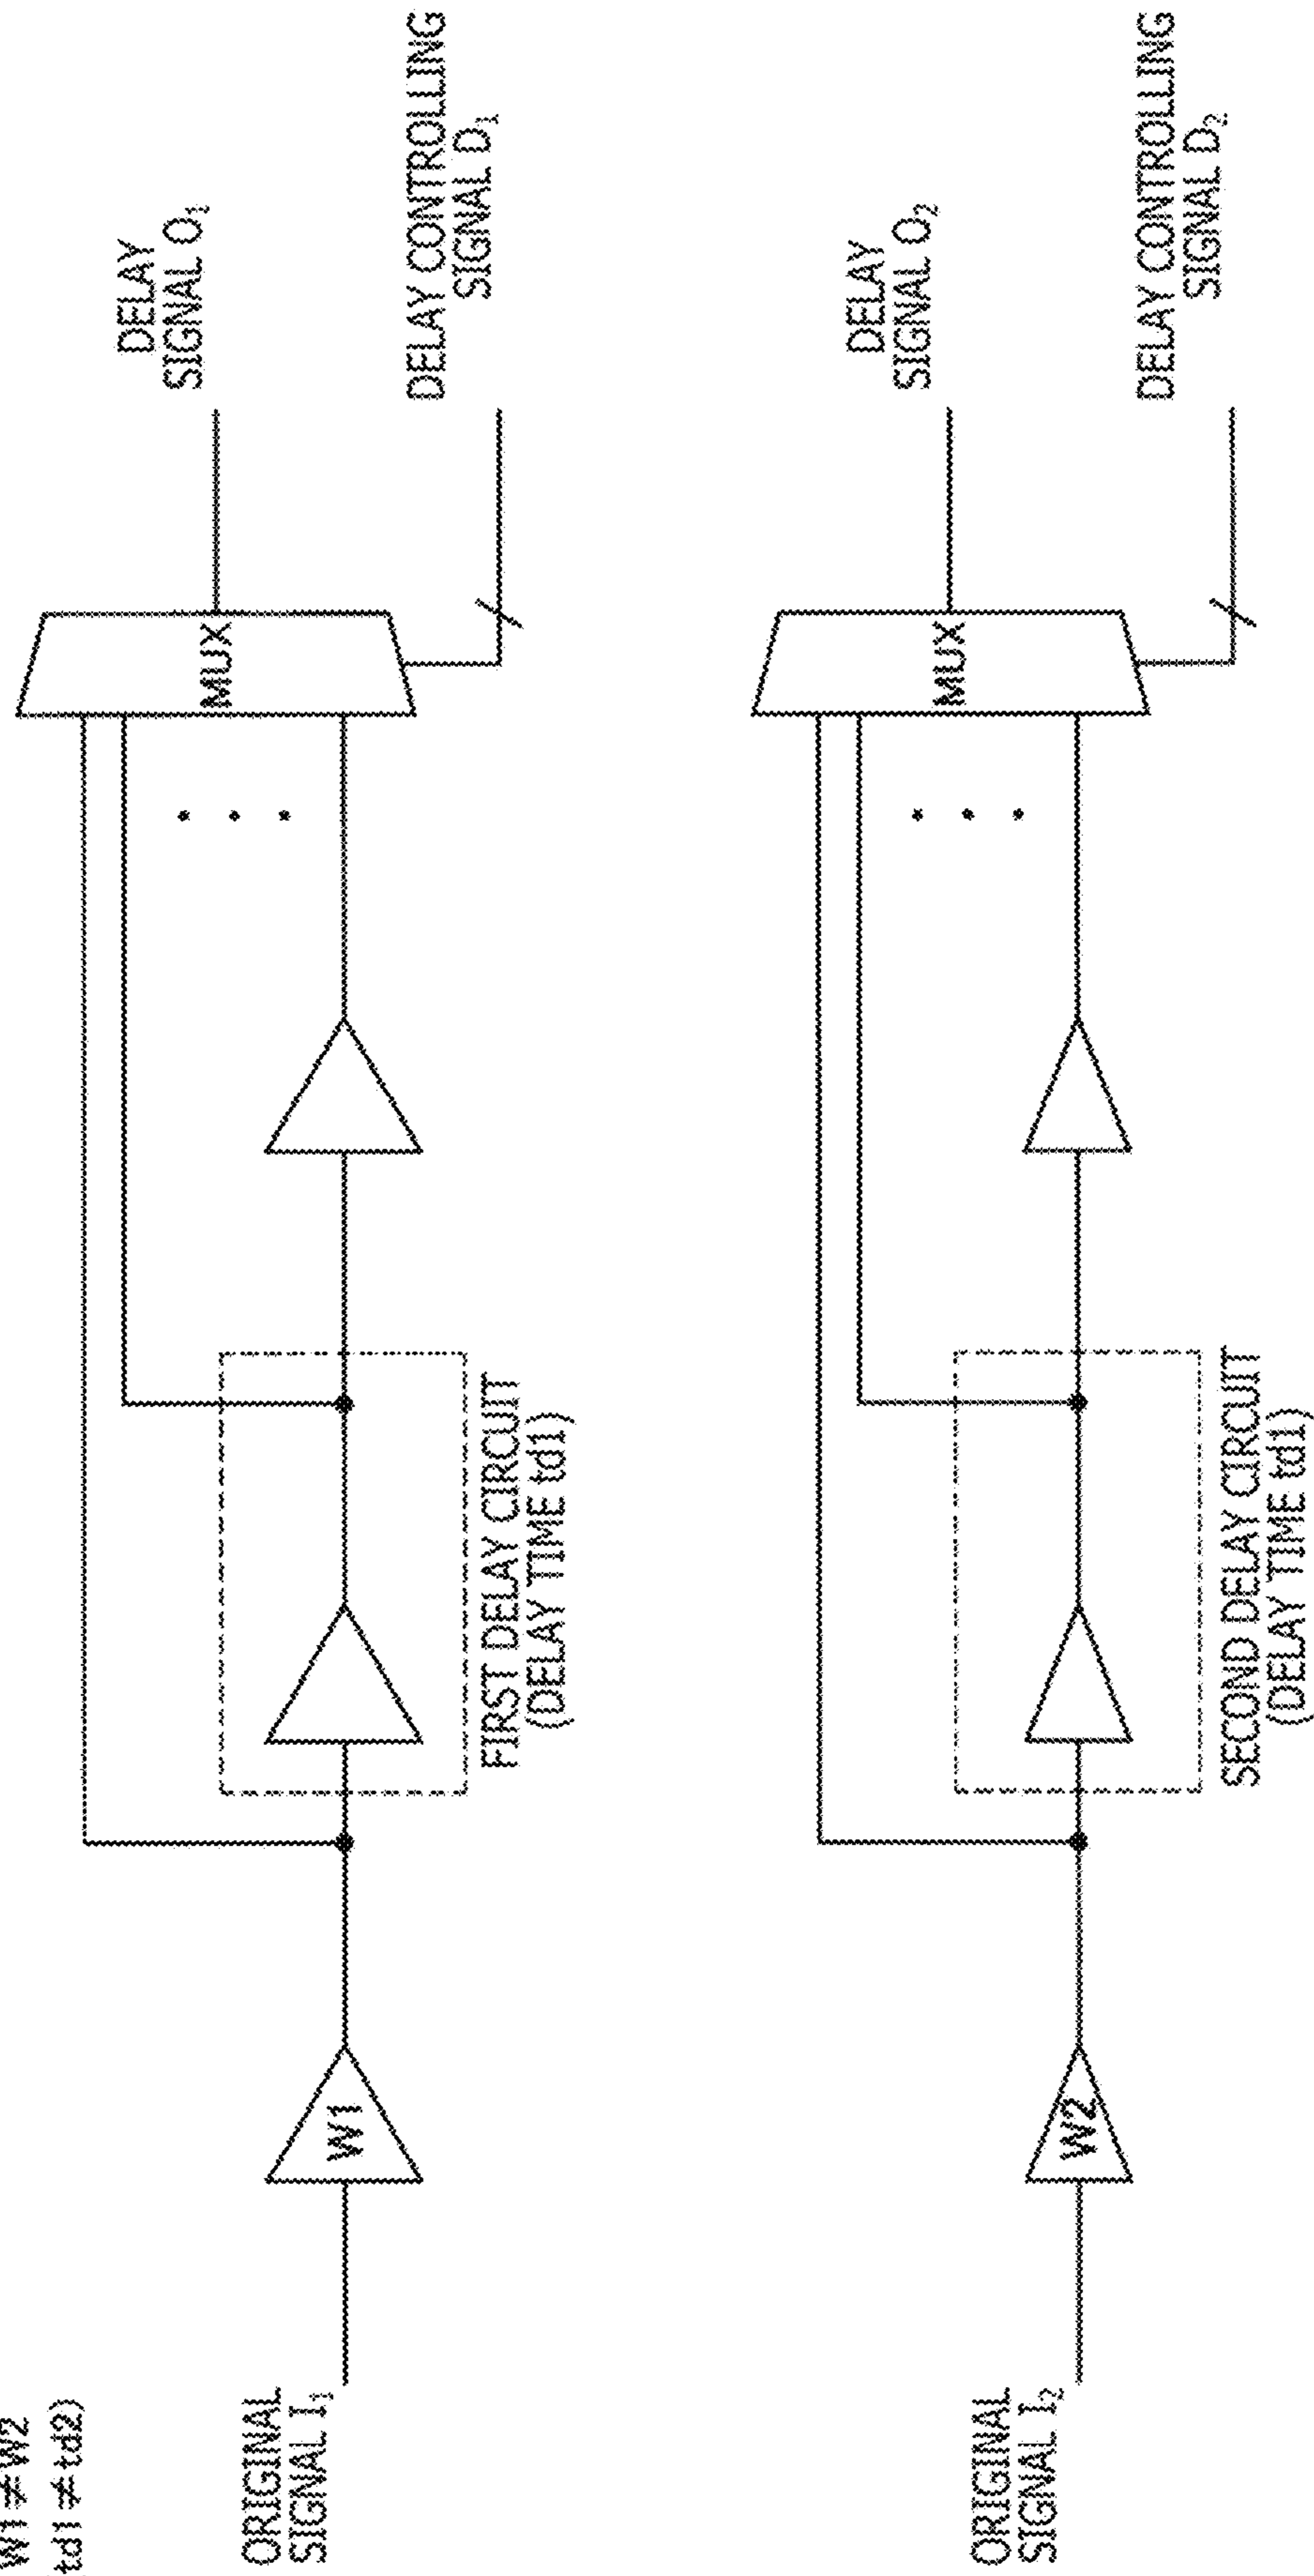 W1≠W2
td1≠td2)
ORIGINAL
SIGNAL I₁
W1
FIRST DELAY CIRCUIT
(DELAY TIME td1)
MUX
DELAY
SIGNAL O₁
DELAY CONTROLLING
SIGNAL D₁
ORIGINAL
SIGNAL I₂
W2
SECOND DELAY CIRCUIT
(DELAY TIME td1)
MUX
DELAY
SIGNAL O₂
DELAY CONTROLLING
SIGNAL D₂